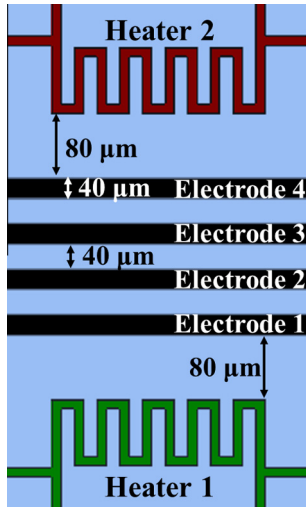 Heater 2
80 μm
40 μm Electrode 4
Electrode 3
40 μm
Electrode 2
Electrode 1
80 μm
Heater 1